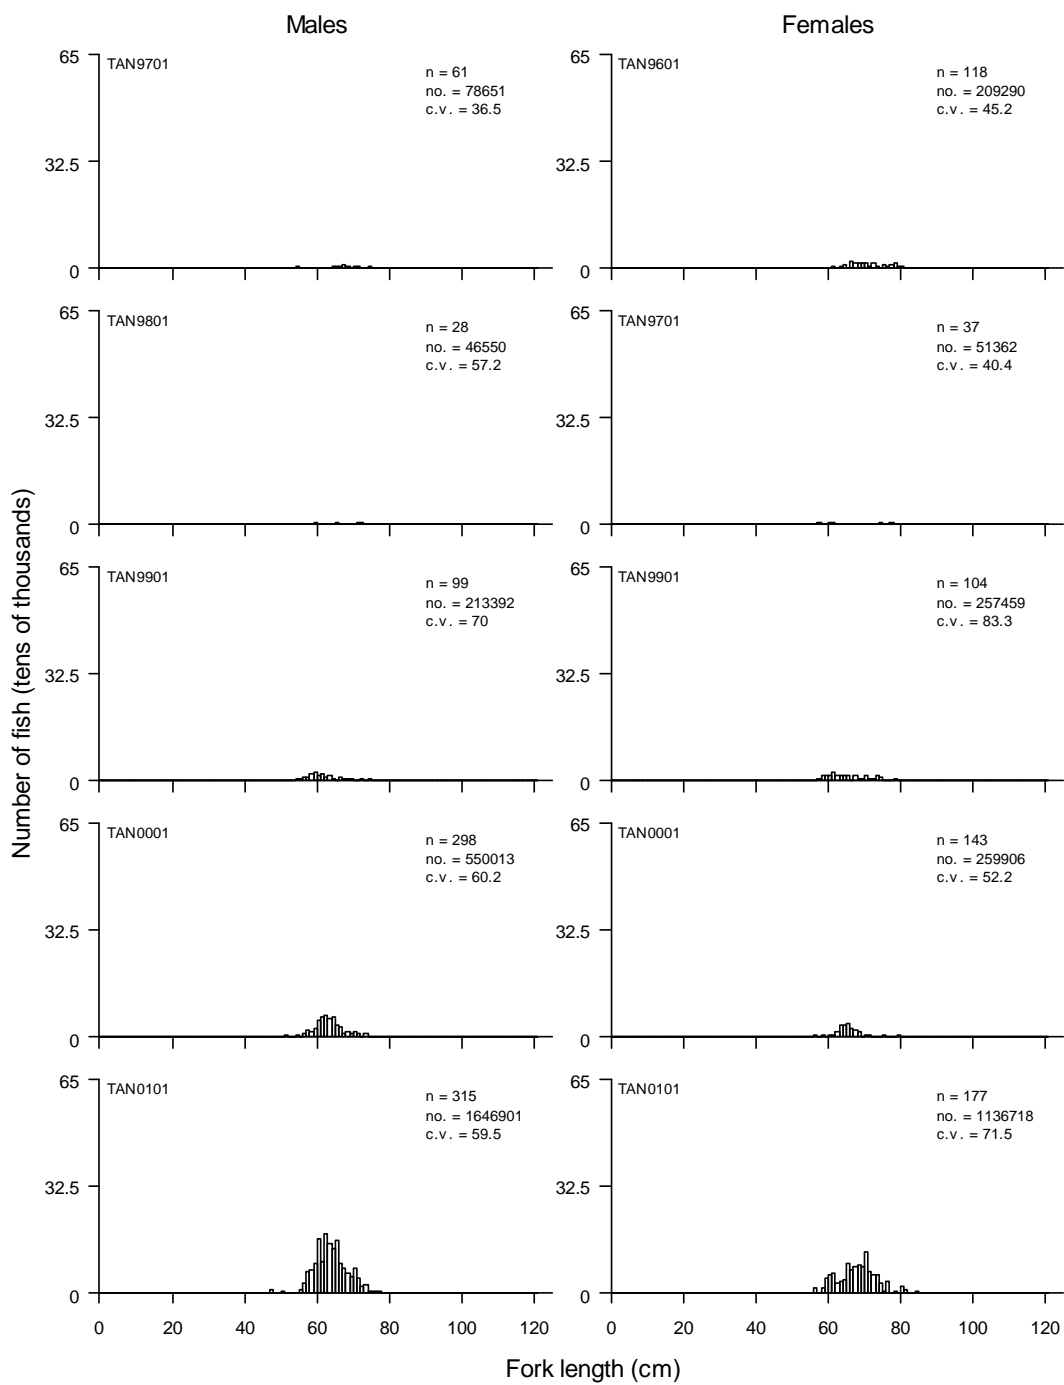 Males
Females
65
TAN9701
n = 61
no. = 78651
c.v. = 36.5
32.5
0
65
TAN9601
n = 118
no. = 209290
c.v. = 45.2
32.5
0
65
TAN9801
n = 28
no. = 46550
c.v. = 57.2
32.5
0
65
TAN9701
n = 37
no. = 51362
c.v. = 40.4
32.5
0
Number of fish (tens of thousands)
65
TAN9901
n = 99
no. = 213392
c.v. = 70
32.5
0
65
TAN9901
n = 104
no. = 257459
c.v. = 83.3
32.5
0
65
TAN0001
n = 298
no. = 550013
c.v. = 60.2
32.5
0
65
TAN0001
n = 143
no. = 259906
c.v. = 52.2
32.5
0
65
TAN0101
n = 315
no. = 1646901
c.v. = 59.5
32.5
0
0 20 40 60 80 100 120
65
TAN0101
n = 177
no. = 1136718
c.v. = 71.5
32.5
0
0 20 40 60 80 100 120
Fork length (cm)